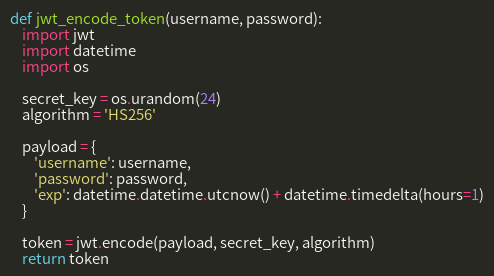 def jwt_encode_token(username, password):
    import jwt
    import datetime
    import os

    secret_key = os.urandom(24)
    algorithm = 'HS256'

    payload = {
        'username': username,
        'password': password,
        'exp': datetime.datetime.utcnow() + datetime.timedelta(hours=1)
    }

    token = jwt.encode(payload, secret_key, algorithm)
    return token